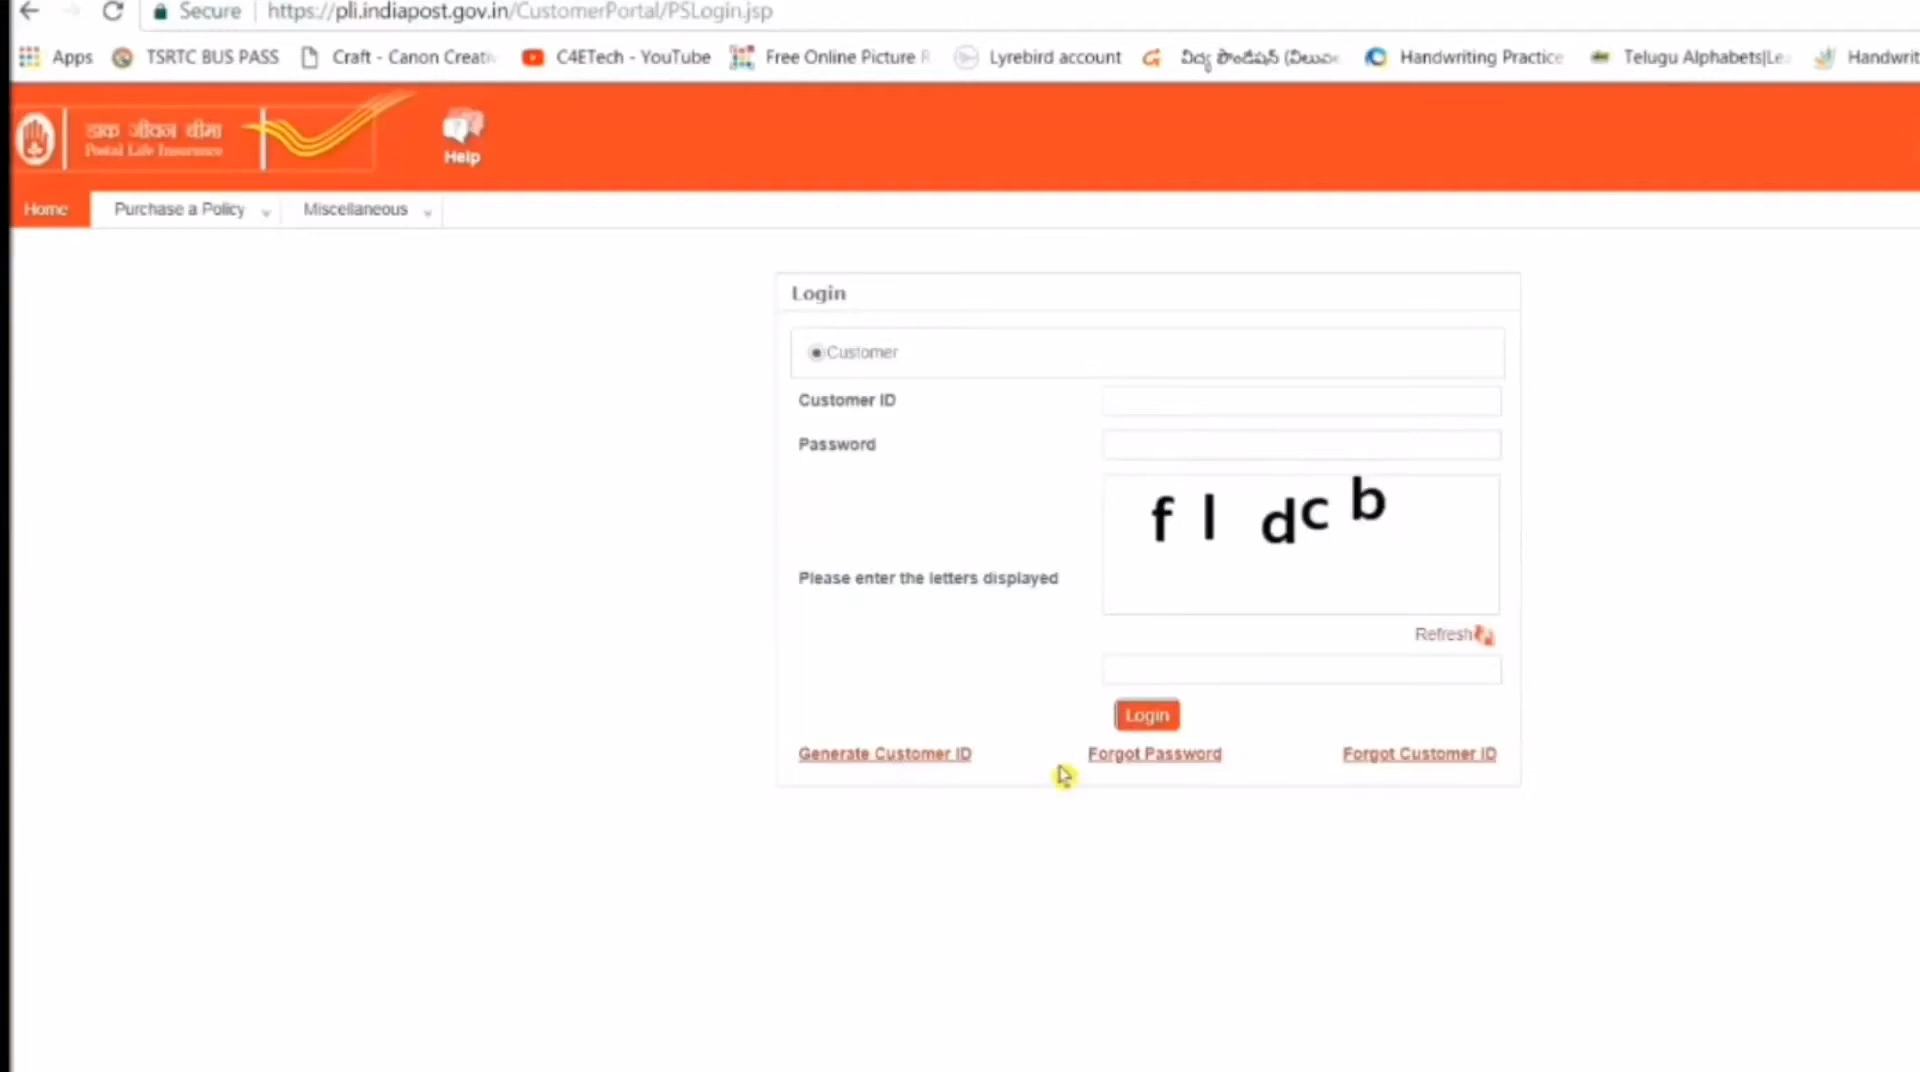 Secure | https://pli.indiapost.gov.in/CustomerPortal/PSLogin.jsp
Apps TSRTC BUS PASS Craft - Canon Creati C4ETech - YouTube Free Online Picture R Lyrebird account Handwriting Practice Telugu Alphabets|Le Handwrit
डाक जीवन बीमा
Postal Life Insurance
Help
Home Purchase a Policy Miscellaneous
Login
Customer
Customer ID
Password
f l d c b
Please enter the letters displayed
Refresh
Login
Generate Customer ID Forgot Password Forgot Customer ID